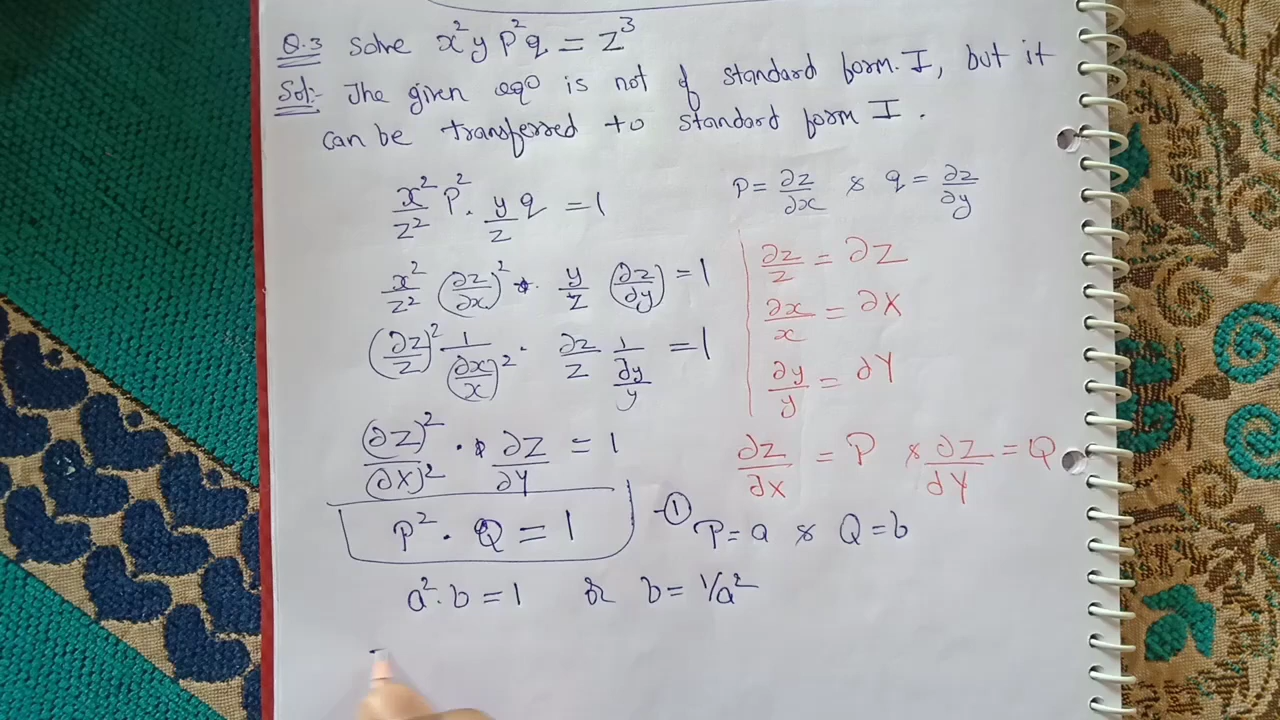 Q.3 Solve x²y p²q = z³
Sol:- The given eqn is not of standard form I, but it
can be transferred to standard form I.
x²/z² p² · y/z q = 1
p = ∂z/∂x & q = ∂z/∂y
x²/z² (∂z/∂x)² · y/z (∂z/∂y) = 1
∂z/z = ∂Z
∂x/x = ∂X
(∂z/z)² 1/(∂x/x)² · ∂z/z 1/(∂y/y) = 1
∂y/y = ∂Y
(∂Z)²/(∂X)² · ∂Z/∂Y = 1
∂Z/∂X = P & ∂Z/∂Y = Q
P² · Q = 1 -①
P = a & Q = b
a² · b = 1 or b = 1/a²